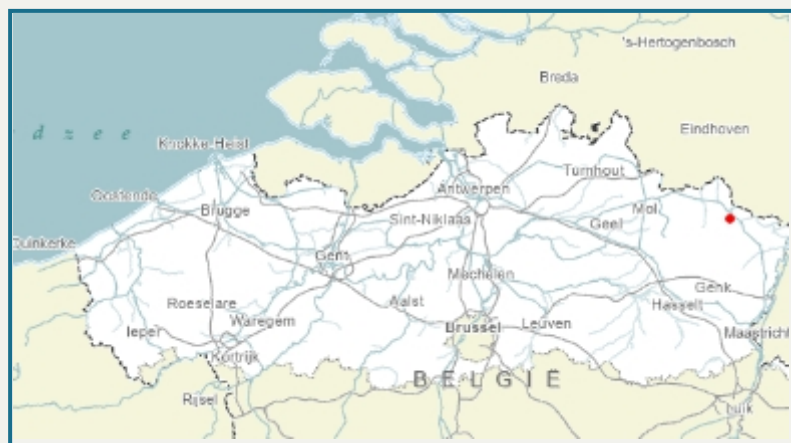 's-Hertogenbosch
Breda
d z e e
Eindhoven
Knokke-Heist
Turnhout
Antwerpen
Oostende
Mol
Brugge
Sint-Niklaas
Geel
Duinkerke
Gent
Mechelen
Genk
Roeselare
Aalst
Hasselt
Waregem
Brussel
Leuven
Ieper
Maastricht
Kortrijk
BELGIË
Rijsel
Luik